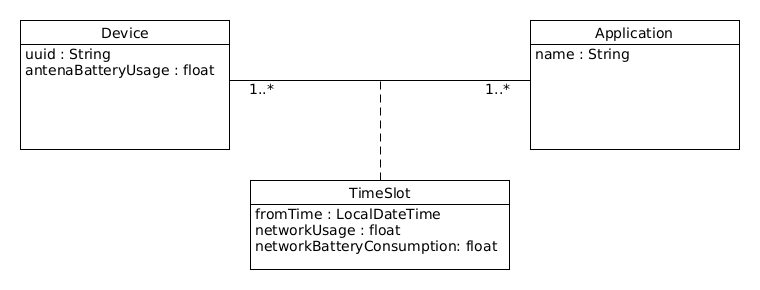 Device
uuid : String
antenaBatteryUsage : float
Application
name : String
1..*
1..*
TimeSlot
fromTime : LocalDateTime
networkUsage : float
networkBatteryConsumption: float